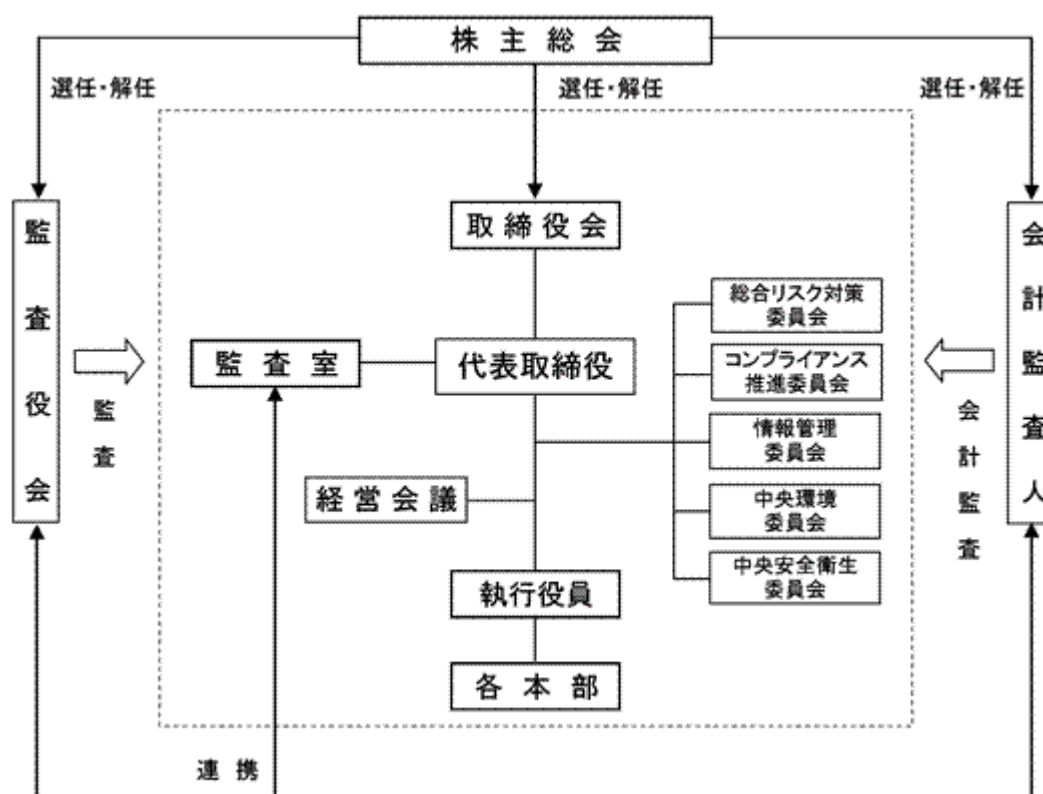 株主総会
選任・解任
選任・解任
選任・解任
監査役会
取締役会
会計監査人
総合リスク対策
委員会
監査室
代表取締役
コンプライアンス
推進委員会
監査
会計監査
情報管理
委員会
経営会議
中央環境
委員会
中央安全衛生
委員会
執行役員
各本部
連携